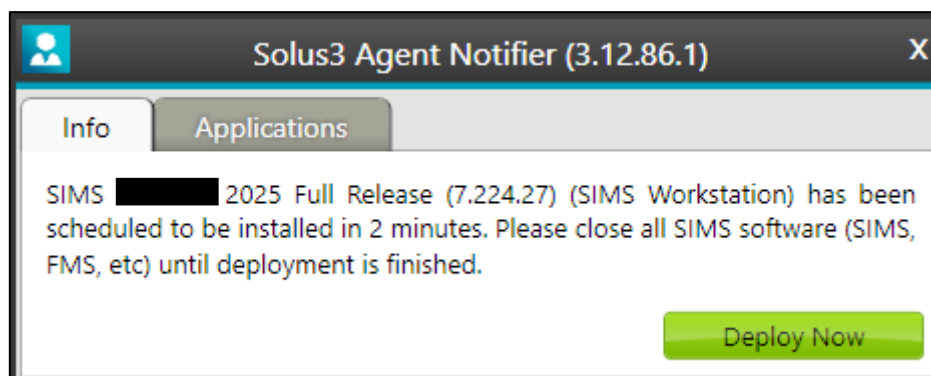 Solus3 Agent Notifier (3.12.86.1) X
Info Applications
SIMS 2025 Full Release (7.224.27) (SIMS Workstation) has been
scheduled to be installed in 2 minutes. Please close all SIMS software (SIMS,
FMS, etc) until deployment is finished.
Deploy Now